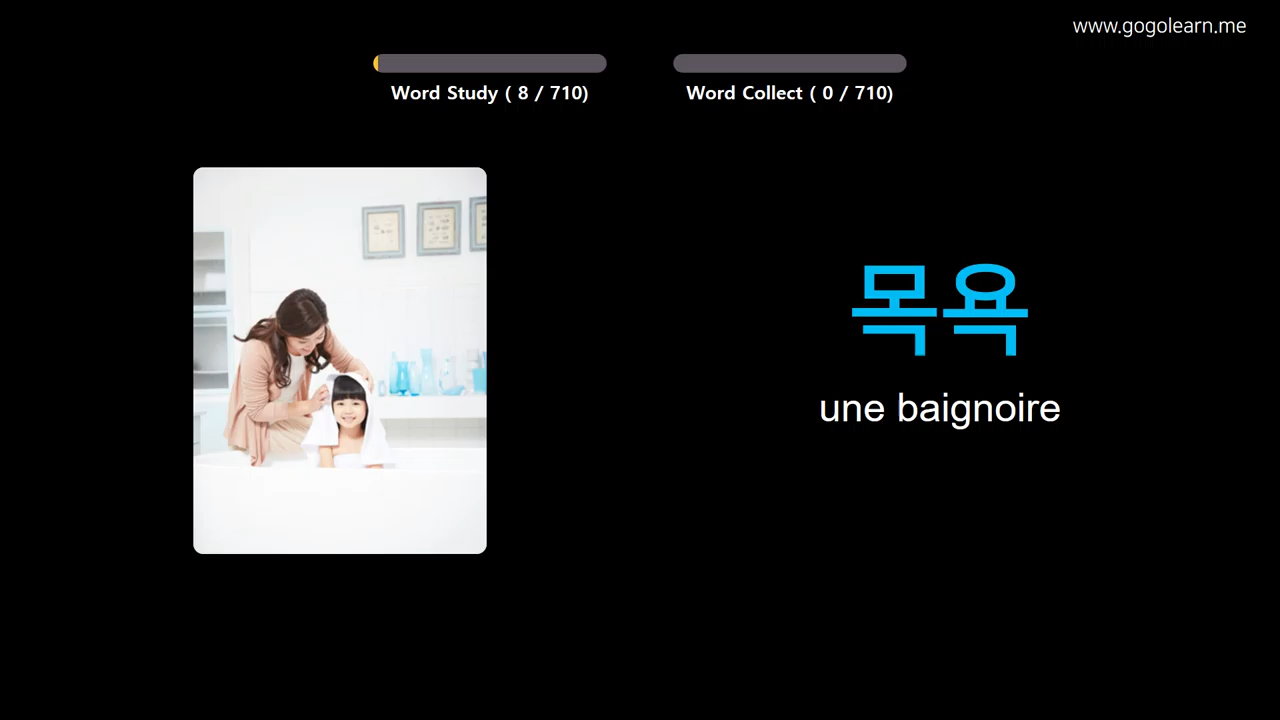 www.gogolearn.me
Word Study ( 8 / 710)
Word Collect ( 0 / 710)
목욕
une baignoire